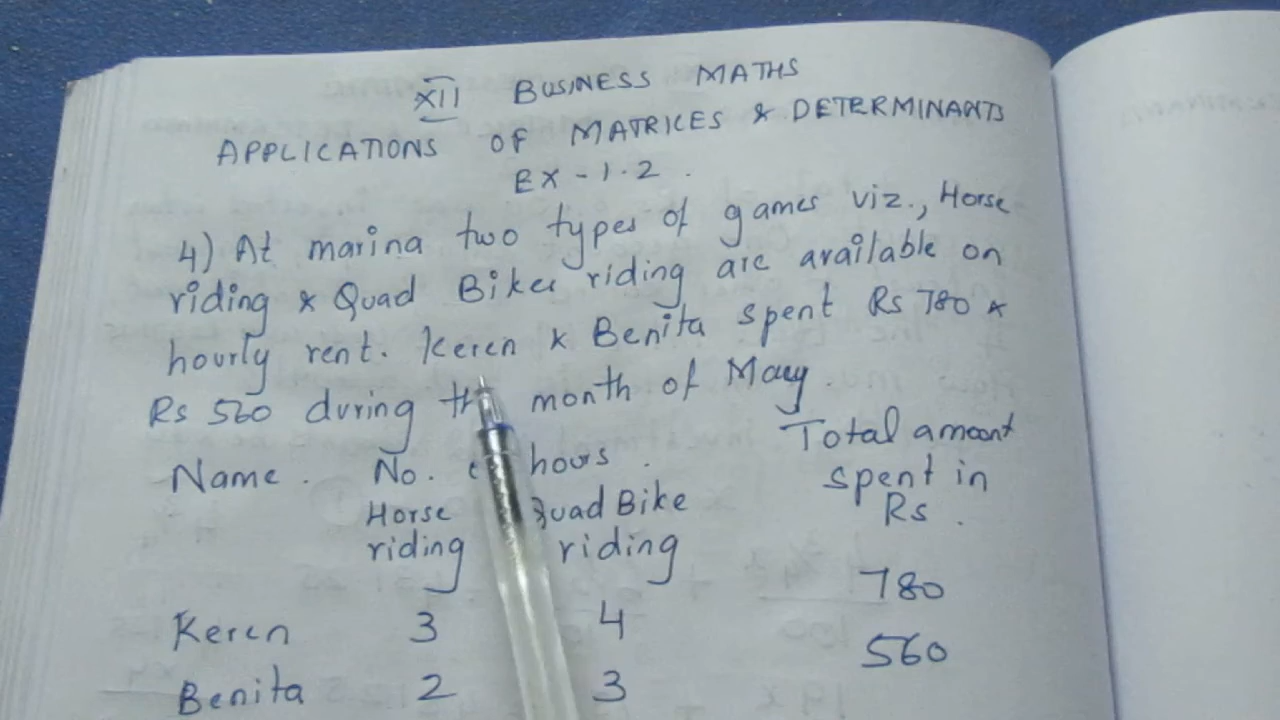 XII BUSINESS MATHS
APPLICATIONS OF MATRICES & DETERMINANTS
EX - 1.2.
4) At marina two types of games viz., Horse
riding & Quad Bikes riding are available on
hourly rent. Keren & Benita spent Rs 780 &
Rs 560 during the month of May.
Name. No. hours. Total amount
spent in
Rs.
Horse riding Quad Bike riding
Keren 3 4 780
Benita 2 3 560